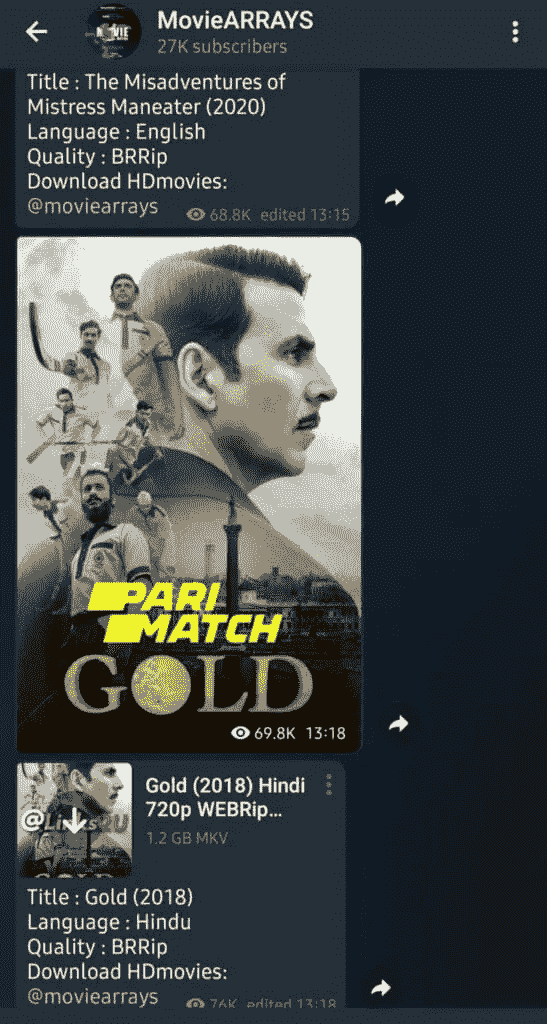 MovieARRAYS
27K subscribers
Title : The Misadventures of
Mistress Maneater (2020)
Language : English
Quality : BRRip
Download HDmovies:
@moviearrays
68.8K edited 13:15
PARI
MATCH
GOLD
69.8K 13:18
@Links2U
Gold (2018) Hindi
720p WEBRip...
1.2 GB MKV
Title : Gold (2018)
Language : Hindu
Quality : BRRip
Download HDmovies:
@moviearrays
76K edited 13:18